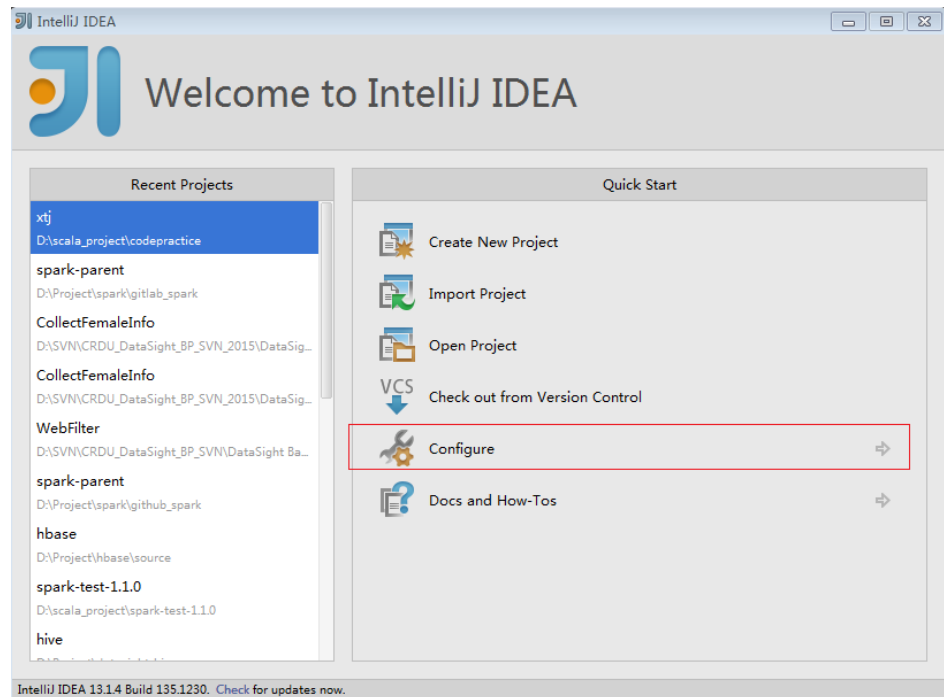 IntelliJ IDEA
Welcome to IntelliJ IDEA
Recent Projects
xtj
D:\scala_project\codepractice
spark-parent
D:\Project\spark\gitlab_spark
CollectFemaleInfo
D:\SVN\CRDU_DataSight_BP_SVN_2015\DataSig...
CollectFemaleInfo
D:\SVN\CRDU_DataSight_BP_SVN_2015\DataSig...
WebFilter
D:\SVN\CRDU_DataSight_BP_SVN\DataSight Ba...
spark-parent
D:\Project\spark\github_spark
hbase
D:\Project\hbase\source
spark-test-1.1.0
D:\scala_project\spark-test-1.1.0
hive
Quick Start
Create New Project
Import Project
Open Project
VCS
Check out from Version Control
Configure
Docs and How-Tos
IntelliJ IDEA 13.1.4 Build 135.1230. Check for updates now.